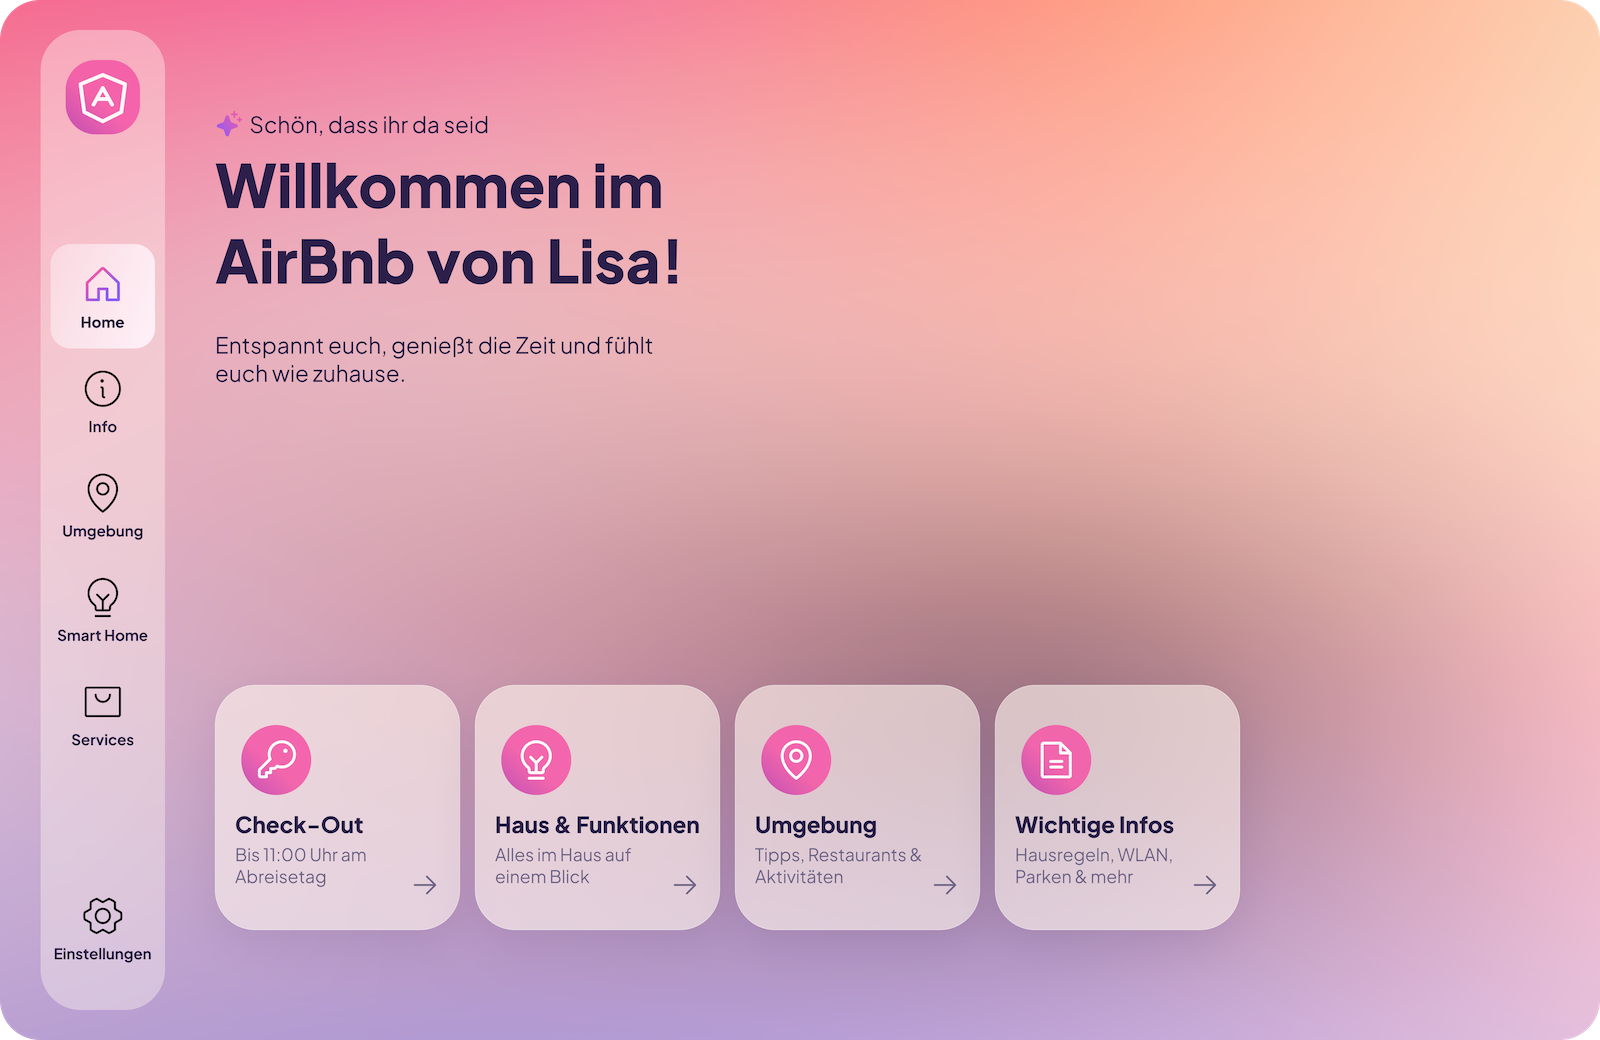 Schön, dass ihr da seid
Willkommen im
AirBnb von Lisa!
Entspannt euch, genießt die Zeit und fühlt
euch wie zuhause.
Home
Info
Umgebung
Smart Home
Services
Einstellungen
Check-Out
Bis 11:00 Uhr am
Abreisetag
Haus & Funktionen
Alles im Haus auf
einem Blick
Umgebung
Tipps, Restaurants &
Aktivitäten
Wichtige Infos
Hausregeln, WLAN,
Parken & mehr